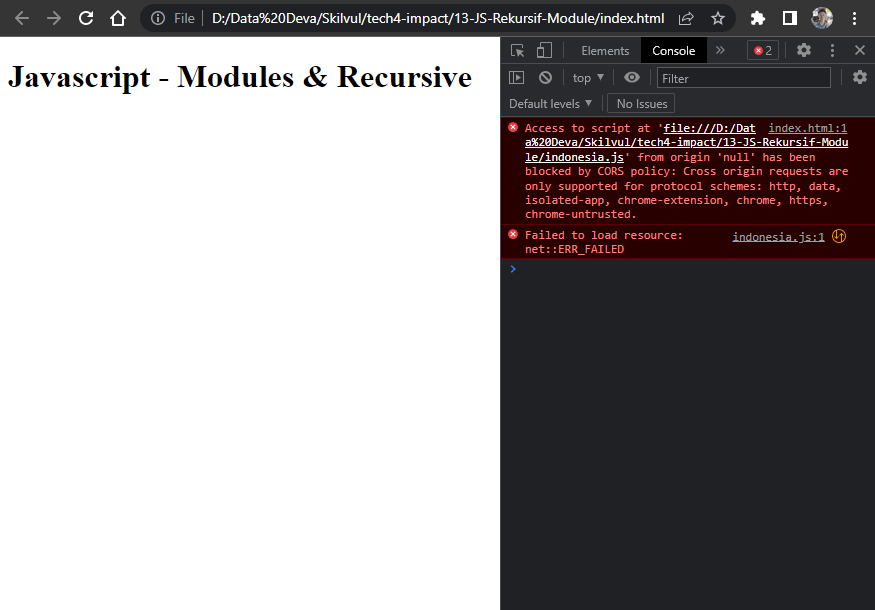 File D:/Data%20Deva/Skilvul/tech4-impact/13-JS-Rekursif-Module/index.html
Javascript - Modules & Recursive
Elements Console » 2
top ▼ Filter
Default levels ▼ No Issues
Access to script at 'file:///D:/Dat index.html:1
a%20Deva/Skilvul/tech4-impact/13-JS-Rekursif-Modu
le/indonesia.js' from origin 'null' has been
blocked by CORS policy: Cross origin requests are
only supported for protocol schemes: http, data,
isolated-app, chrome-extension, chrome, https,
chrome-untrusted.
Failed to load resource: indonesia.js:1
net::ERR_FAILED